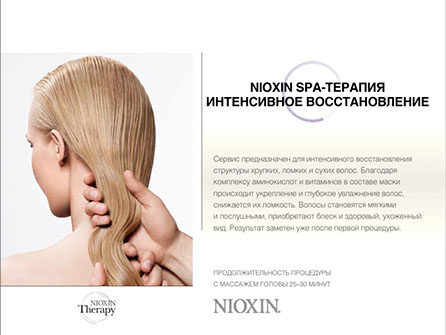 NIOXIN SPA-ТЕРАПИЯ
ИНТЕНСИВНОЕ ВОССТАНОВЛЕНИЕ
Сервис предназначен для интенсивного восстановления
структуры хрупких, ломких и сухих волос. Благодаря
комплексу аминокислот и витаминов в составе маски
происходит укрепление и глубокое увлажнение волос,
снижается их ломкость. Волосы становятся мягкими
и послушными, приобретают блеск и здоровый, ухоженный
вид. Результат заметен уже после первой процедуры.
ПРОДОЛЖИТЕЛЬНОСТЬ ПРОЦЕДУРЫ
С МАССАЖЕМ ГОЛОВЫ 25–30 МИНУТ
NIOXIN
Therapy
NIOXIN.